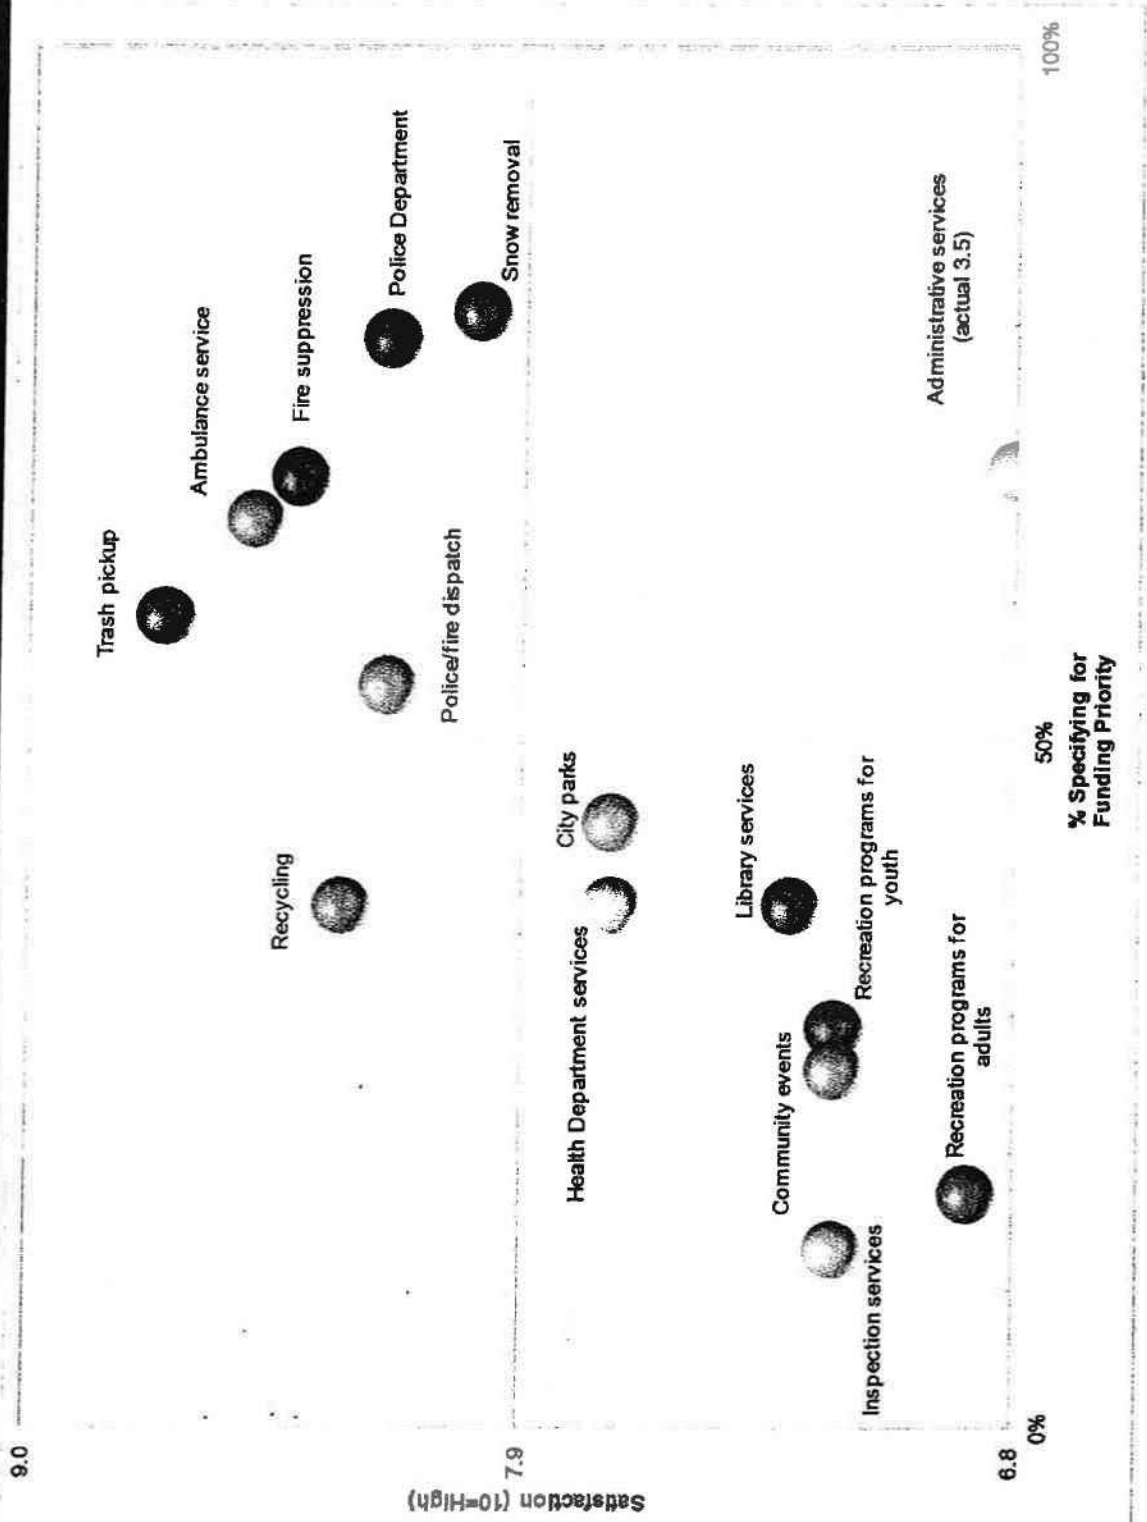 9.0
Trash pickup
Ambulance service
Fire suppression
Police Department
Recycling
Police/fire dispatch
Snow removal
7.9
Satisfaction (10=High)
City parks
Health Department services
Library services
Community events
Recreation programs for
youth
Inspection services
Administrative services
(actual 3.5)
Recreation programs for
adults
6.8
0%
50%
100%
% Specifying for
Funding Priority